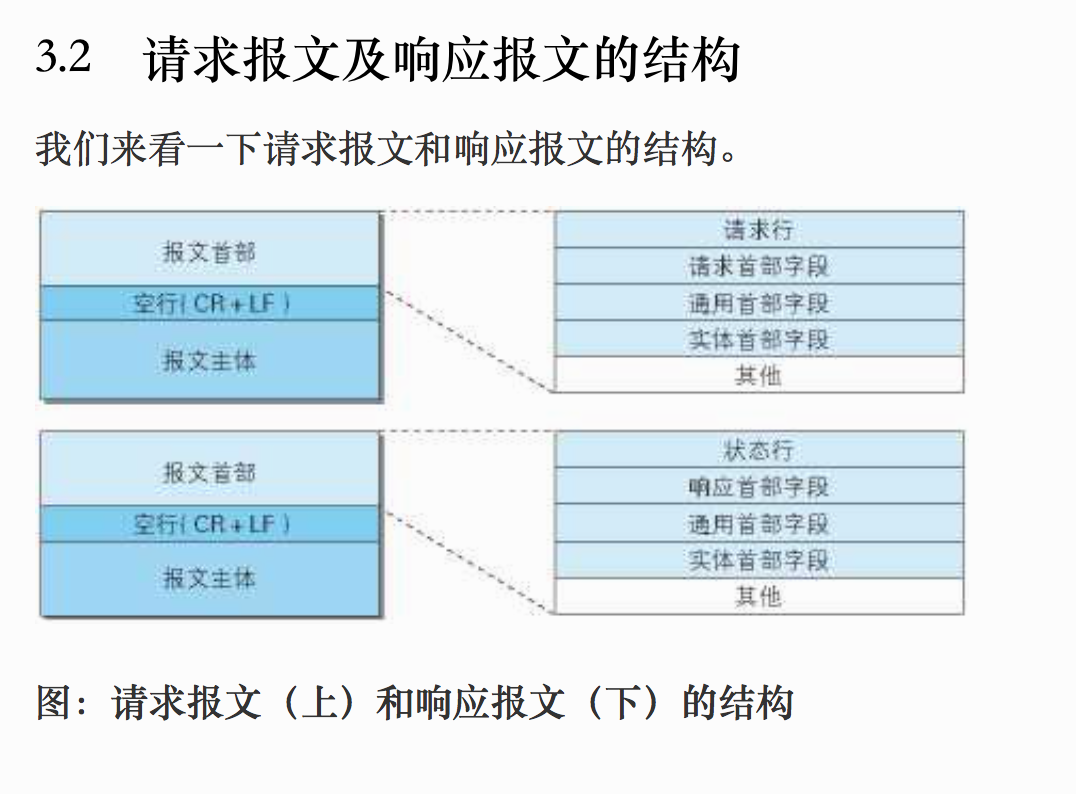 3.2 请求报文及响应报文的结构
我们来看一下请求报文和响应报文的结构。
报文首部
空行(CR+LF)
报文主体
请求行
请求首部字段
通用首部字段
实体首部字段
其他
报文首部
空行(CR+LF)
报文主体
状态行
响应首部字段
通用首部字段
实体首部字段
其他
图：请求报文（上）和响应报文（下）的结构